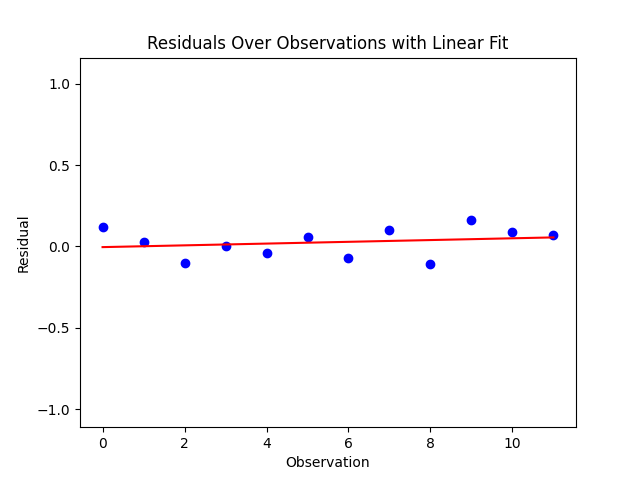 Residuals Over Observations with Linear Fit
1.0
0.5
0.0
−0.5
−1.0
Residual
0 2 4 6 8 10
Observation